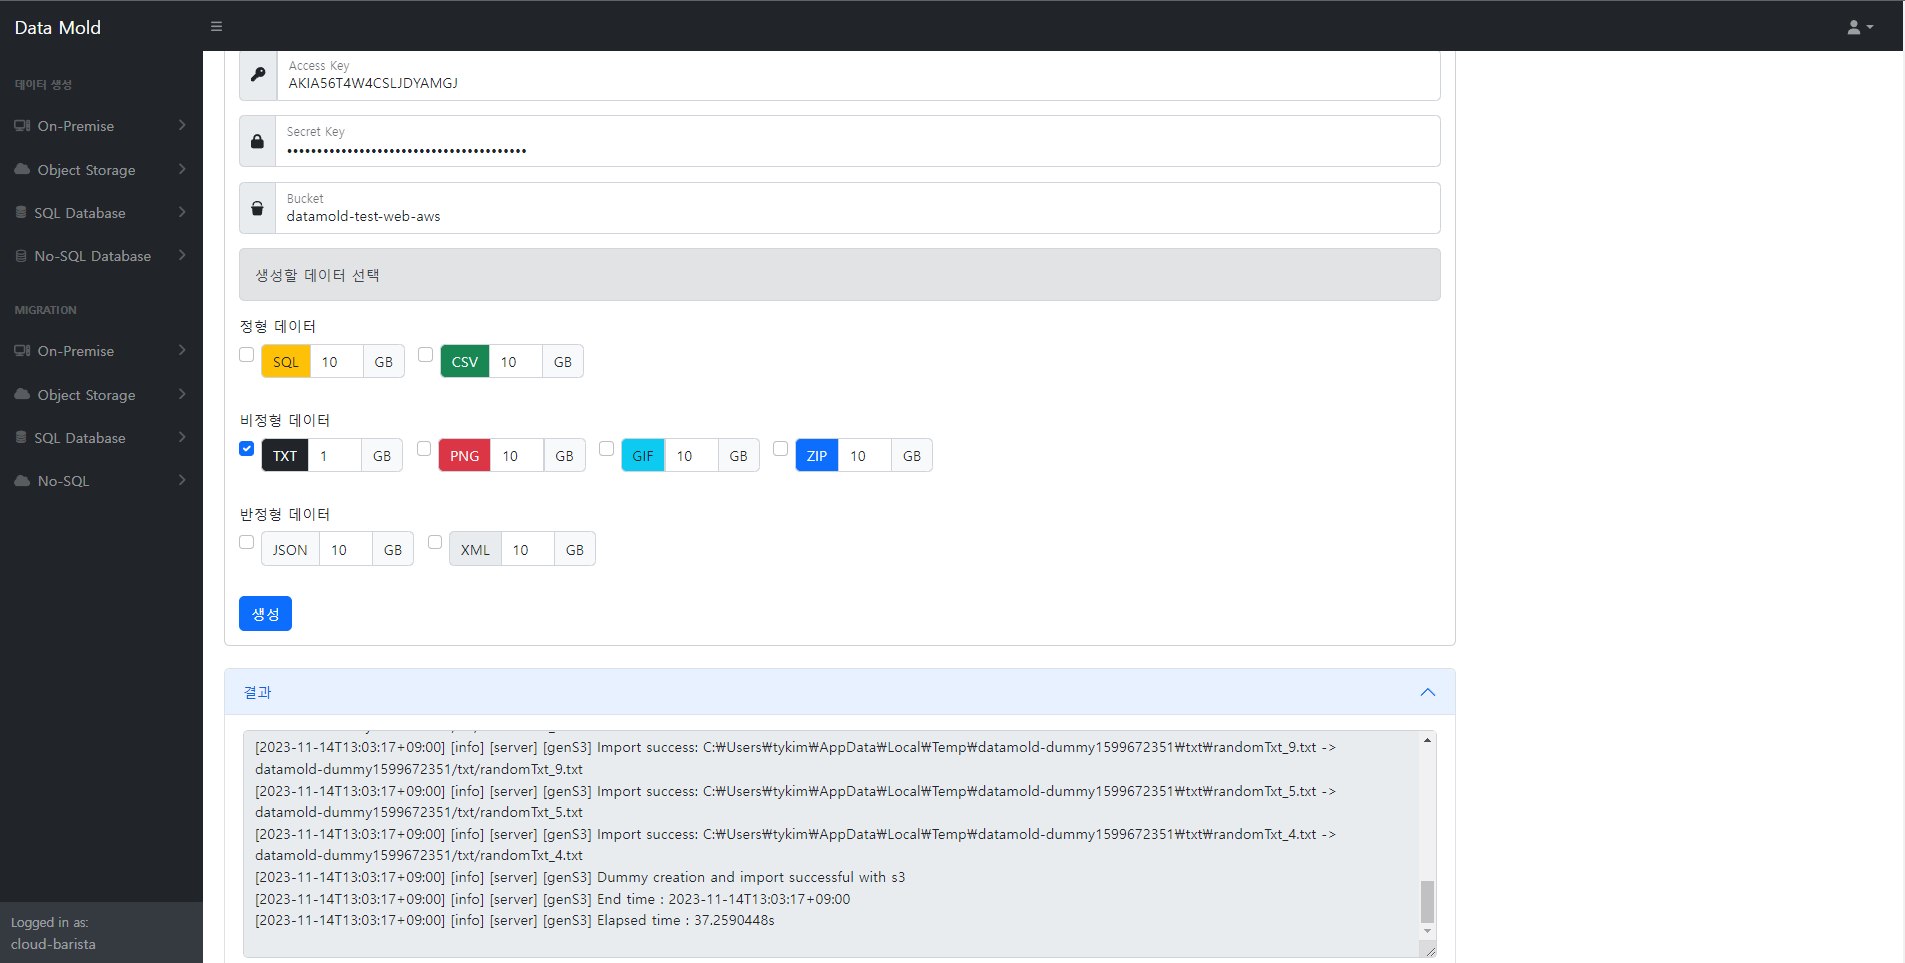 Data Mold
데이터 생성
On-Premise
Object Storage
SQL Database
No-SQL Database
MIGRATION
On-Premise
Object Storage
SQL Database
No-SQL
Logged in as:
cloud-barista
Access Key
AKIA56T4W4CSLJDYAMGJ
Secret Key
••••••••••••••••••••••••••••••••••••••••
Bucket
datamold-test-web-aws
생성할 데이터 선택
정형 데이터
SQL 10 GB CSV 10 GB
비정형 데이터
TXT 1 GB PNG 10 GB GIF 10 GB ZIP 10 GB
반정형 데이터
JSON 10 GB XML 10 GB
생성
결과
[2023-11-14T13:03:17+09:00] [info] [server] [genS3] Import success: C:₩Users₩tykim₩AppData₩Local₩Temp₩datamold-dummy1599672351₩txt₩randomTxt_9.txt ->
datamold-dummy1599672351/txt/randomTxt_9.txt
[2023-11-14T13:03:17+09:00] [info] [server] [genS3] Import success: C:₩Users₩tykim₩AppData₩Local₩Temp₩datamold-dummy1599672351₩txt₩randomTxt_5.txt ->
datamold-dummy1599672351/txt/randomTxt_5.txt
[2023-11-14T13:03:17+09:00] [info] [server] [genS3] Import success: C:₩Users₩tykim₩AppData₩Local₩Temp₩datamold-dummy1599672351₩txt₩randomTxt_4.txt ->
datamold-dummy1599672351/txt/randomTxt_4.txt
[2023-11-14T13:03:17+09:00] [info] [server] [genS3] Dummy creation and import successful with s3
[2023-11-14T13:03:17+09:00] [info] [server] [genS3] End time : 2023-11-14T13:03:17+09:00
[2023-11-14T13:03:17+09:00] [info] [server] [genS3] Elapsed time : 37.2590448s